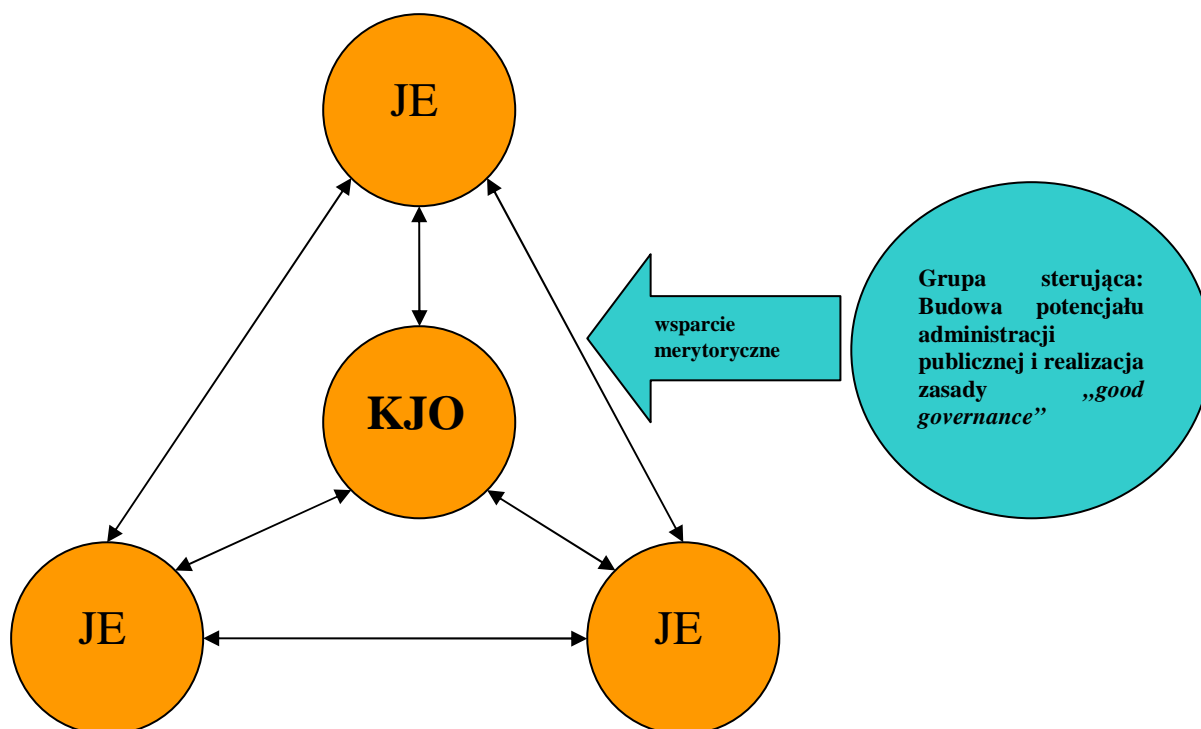 JE
KJO
JE
JE
wsparcie
merytoryczne
Grupa sterująca:
Budowa potencjału
administracji
publicznej i realizacja
zasady „good
governance”